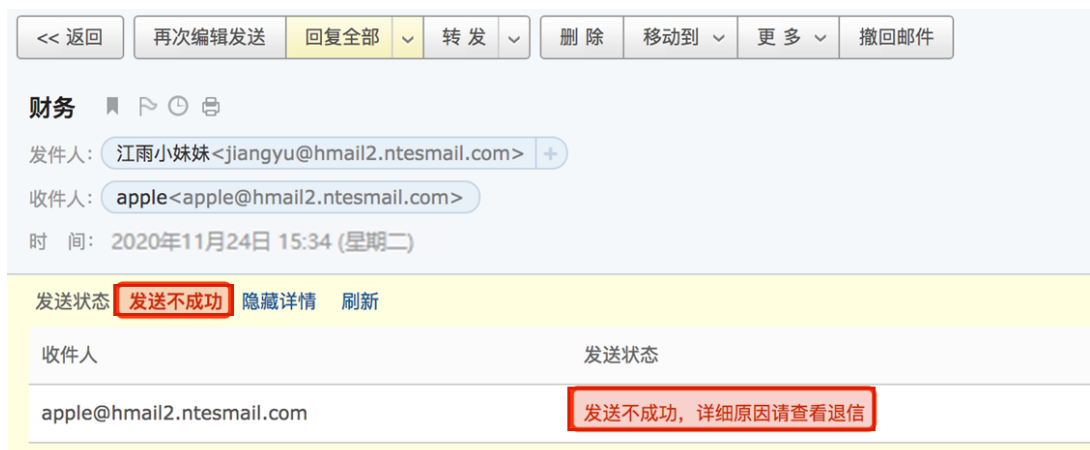 << 返回 再次编辑发送 回复全部 转 发 删 除 移动到 更 多 撤回邮件
财务
发件人: 江雨小妹妹<jiangyu@hmail2.ntesmail.com> +
收件人: apple<apple@hmail2.ntesmail.com>
时 间: 2020年11月24日 15:34 (星期二)
发送状态 发送不成功 隐藏详情 刷新
收件人 发送状态
apple@hmail2.ntesmail.com 发送不成功，详细原因请查看退信